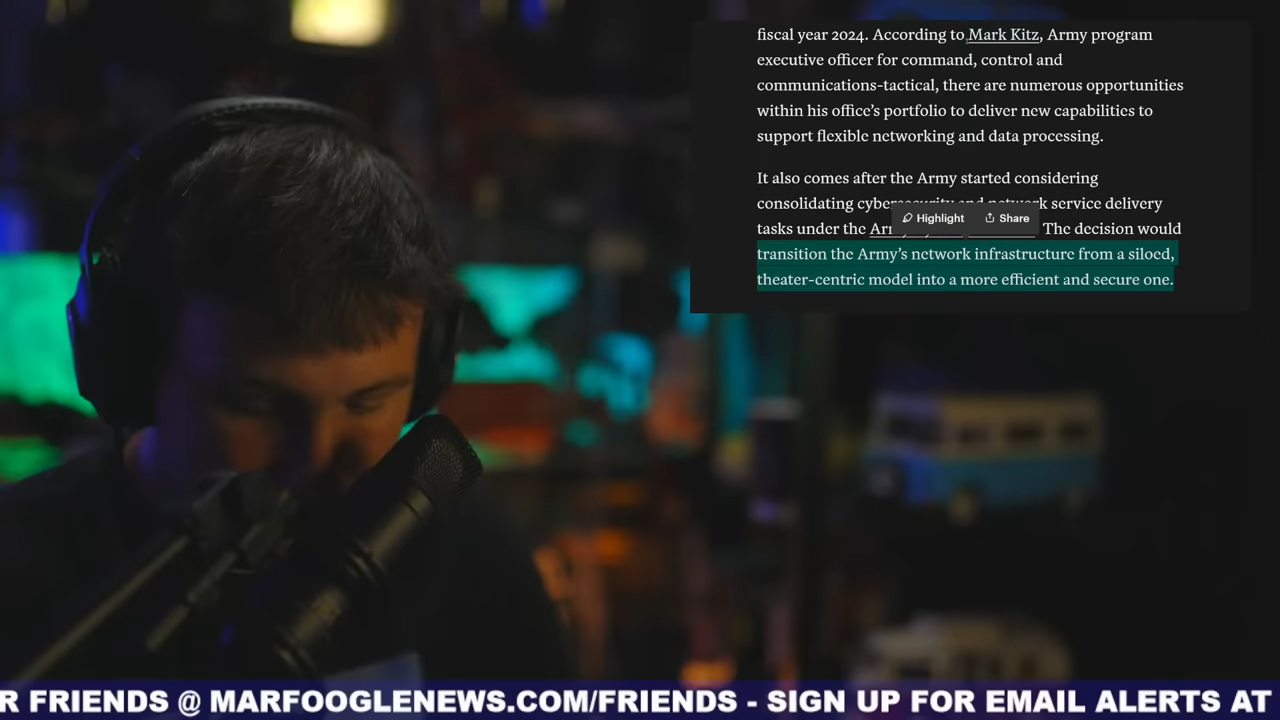 fiscal year 2024. According to Mark Kitz, Army program
executive officer for command, control and
communications-tactical, there are numerous opportunities
within his office's portfolio to deliver new capabilities to
support flexible networking and data processing.
It also comes after the Army started considering
consolidating cybersecurity and network service delivery
Highlight Share
tasks under the The decision would
transition the Army's network infrastructure from a siloed,
theater-centric model into a more efficient and secure one.
R FRIENDS @ MARFOOGLENEWS.COM/FRIENDS - SIGN UP FOR EMAIL ALERTS AT